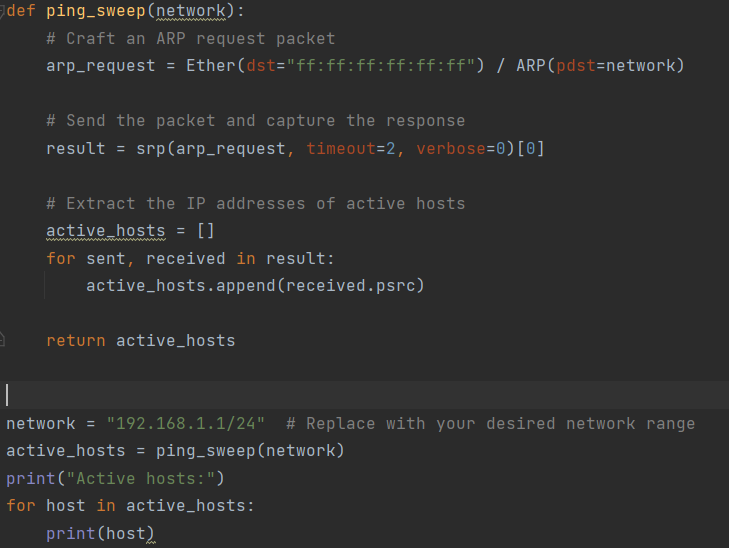 def ping_sweep(network):
    # Craft an ARP request packet
    arp_request = Ether(dst="ff:ff:ff:ff:ff:ff") / ARP(pdst=network)

    # Send the packet and capture the response
    result = srp(arp_request, timeout=2, verbose=0)[0]

    # Extract the IP addresses of active hosts
    active_hosts = []
    for sent, received in result:
        active_hosts.append(received.psrc)

    return active_hosts


network = "192.168.1.1/24"  # Replace with your desired network range
active_hosts = ping_sweep(network)
print("Active hosts:")
for host in active_hosts:
    print(host)